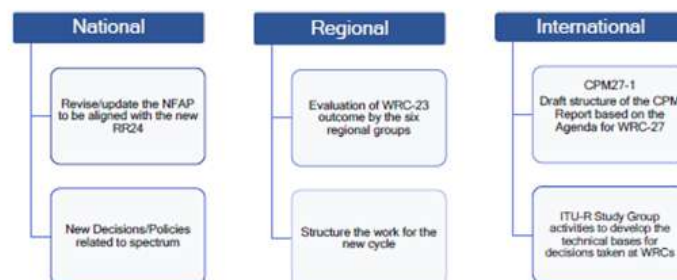 National
Revise/update the NFAP
to be aligned with the new
RR24
New Decisions/Policies
related to spectrum
Regional
Evaluation of WRC-23
outcome by the six
regional groups
Structure the work for the
new cycle
International
CPM27-1
Draft structure of the CPM
Report based on the
Agenda for WRC-27
ITU-R Study Group
activities to develop the
technical bases for
decisions taken at WRCs